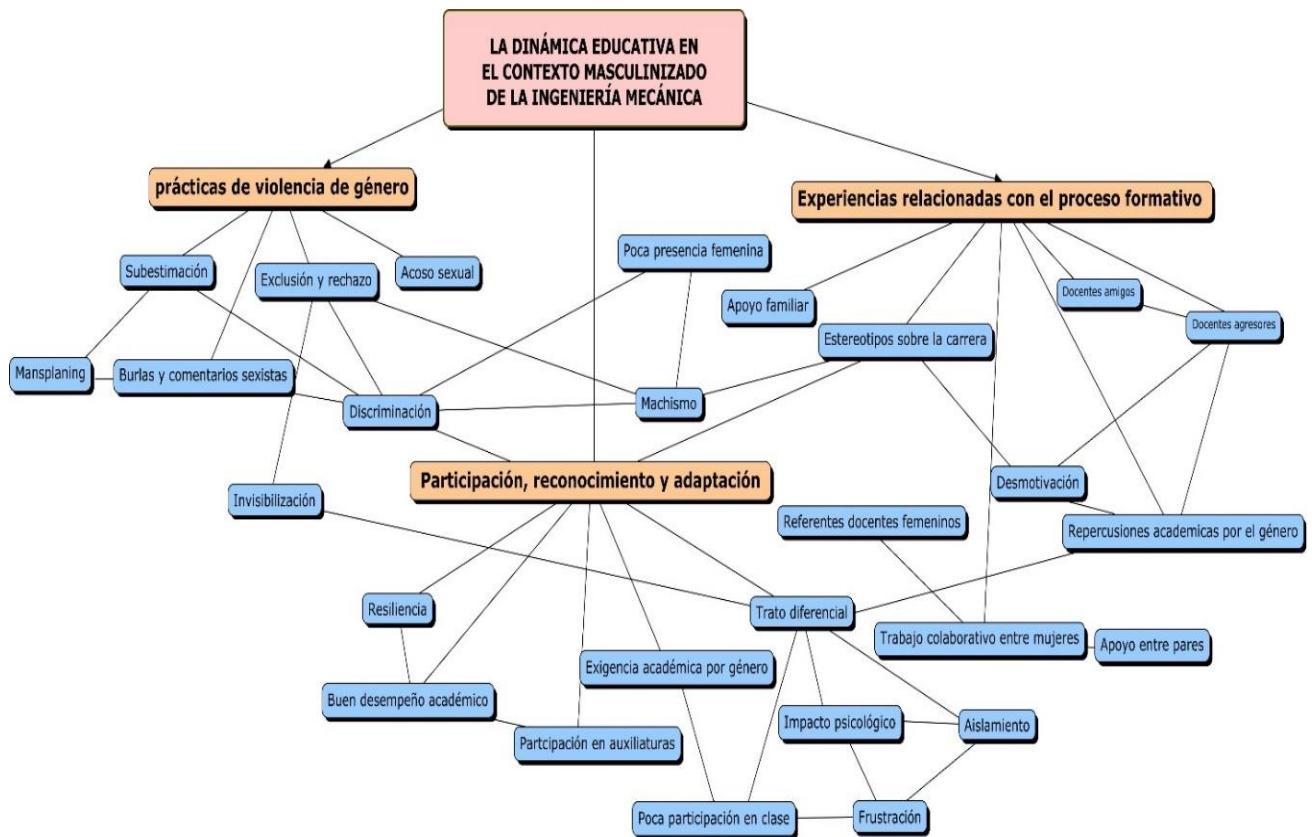 LA DINÁMICA EDUCATIVA EN
EL CONTEXTO MASCULINIZADO
DE LA INGENIERÍA MECÁNICA
prácticas de violencia de género
Experiencias relacionadas con el proceso formativo
Poca presencia femenina
Subestimación
Exclusión y rechazo
Acoso sexual
Docentes amigos
Apoyo familiar
Docentes agresores
Estereotipos sobre la carrera
Mansplaning
Burlas y comentarios sexistas
Discriminación
Machismo
Participación, reconocimiento y adaptación
Desmotivación
Invisibilización
Referentes docentes femeninos
Repercusiones academicas por el género
Resiliencia
Trato diferencial
Trabajo colaborativo entre mujeres
Apoyo entre pares
Exigencia académica por género
Buen desempeño académico
Impacto psicológico
Aislamiento
Partcipación en auxiliaturas
Poca participación en clase
Frustración